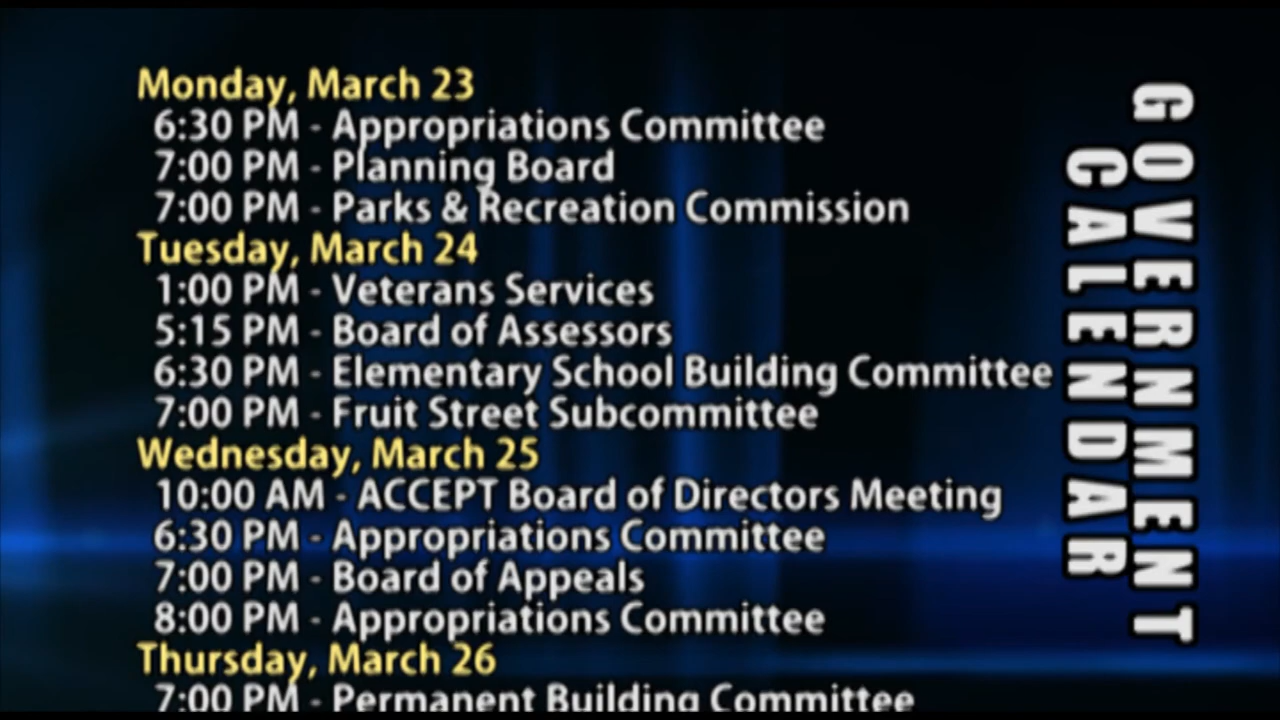 Monday, March 23
6:30 PM - Appropriations Committee
7:00 PM - Planning Board
7:00 PM - Parks & Recreation Commission
Tuesday, March 24
1:00 PM - Veterans Services
5:15 PM - Board of Assessors
6:30 PM - Elementary School Building Committee
7:00 PM - Fruit Street Subcommittee
Wednesday, March 25
10:00 AM - ACCEPT Board of Directors Meeting
6:30 PM - Appropriations Committee
7:00 PM - Board of Appeals
8:00 PM - Appropriations Committee
Thursday, March 26
7:00 PM - Permanent Building Committee
GOVERNMENT
CALENDAR